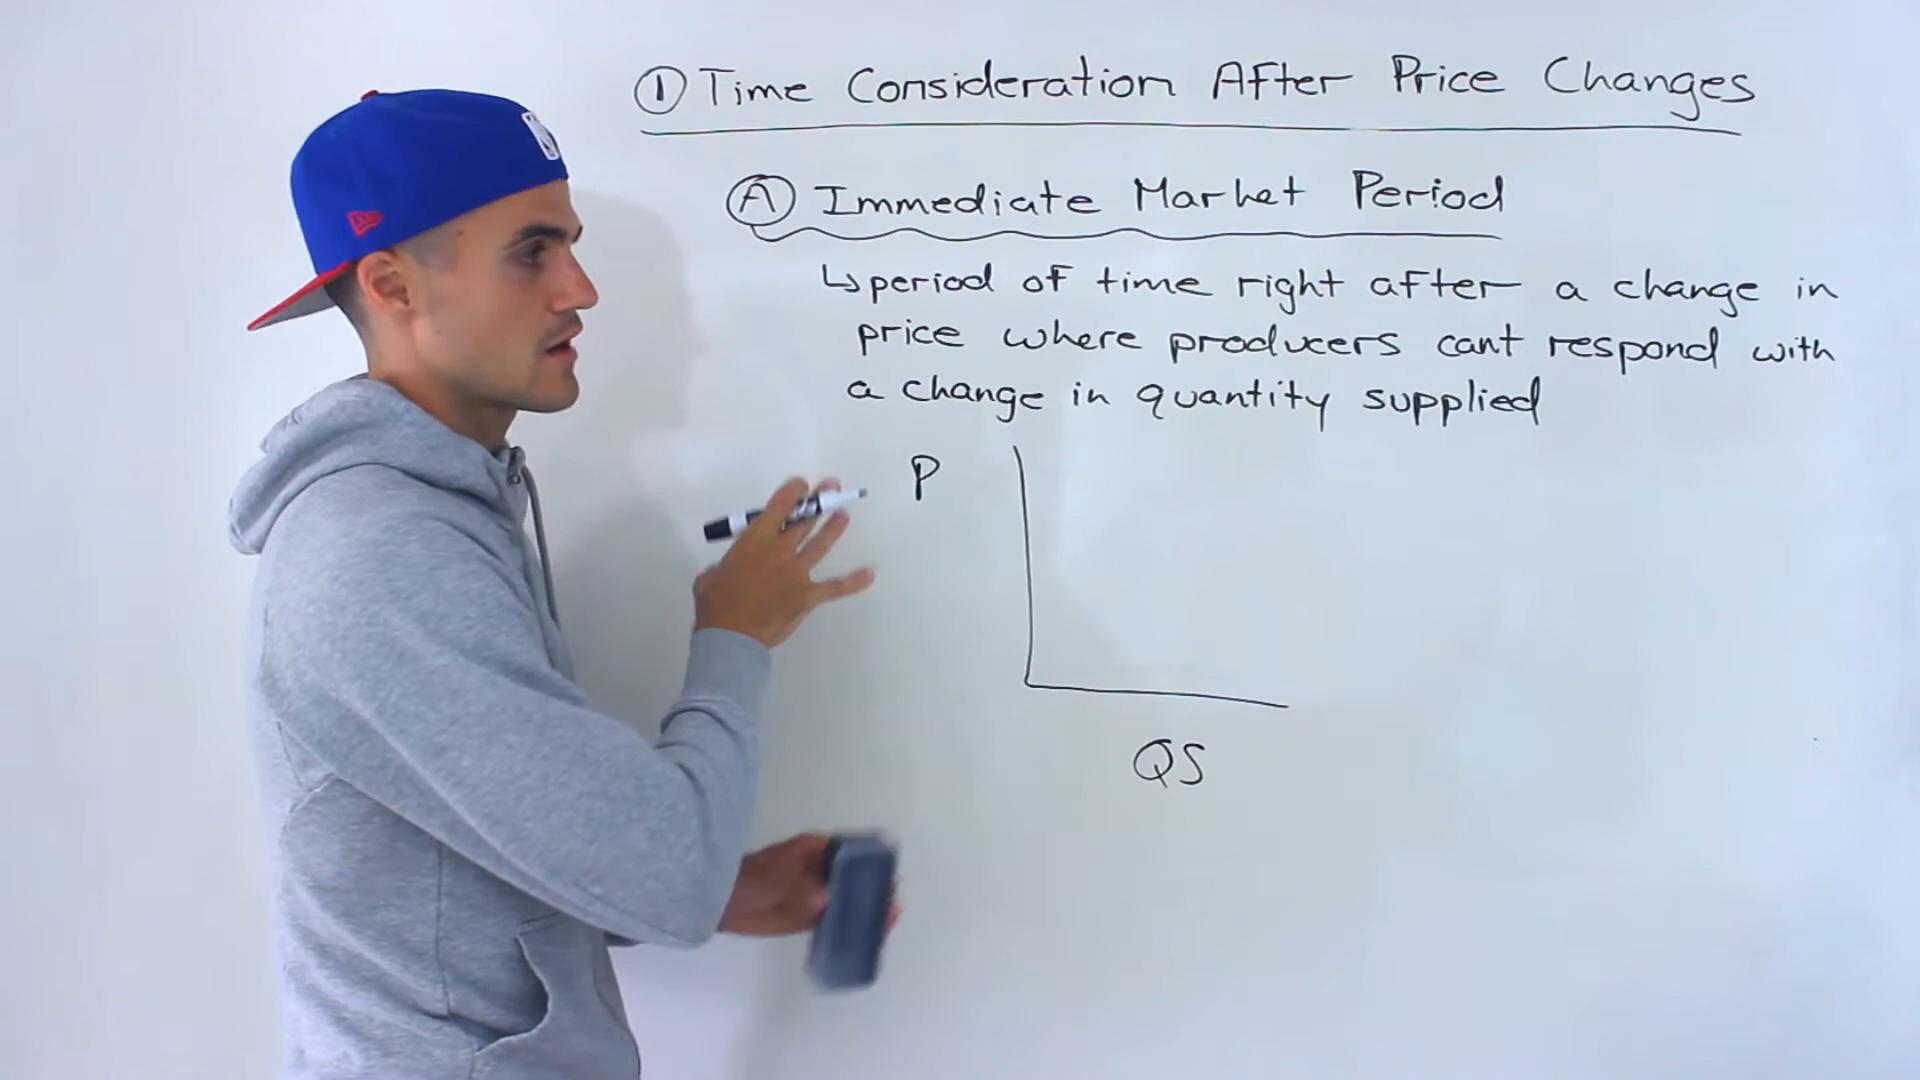 ① Time Consideration After Price Changes
Ⓐ Immediate Market Period
↳ period of time right after a change in
price where producers cant respond with
a change in quantity supplied
P
QS